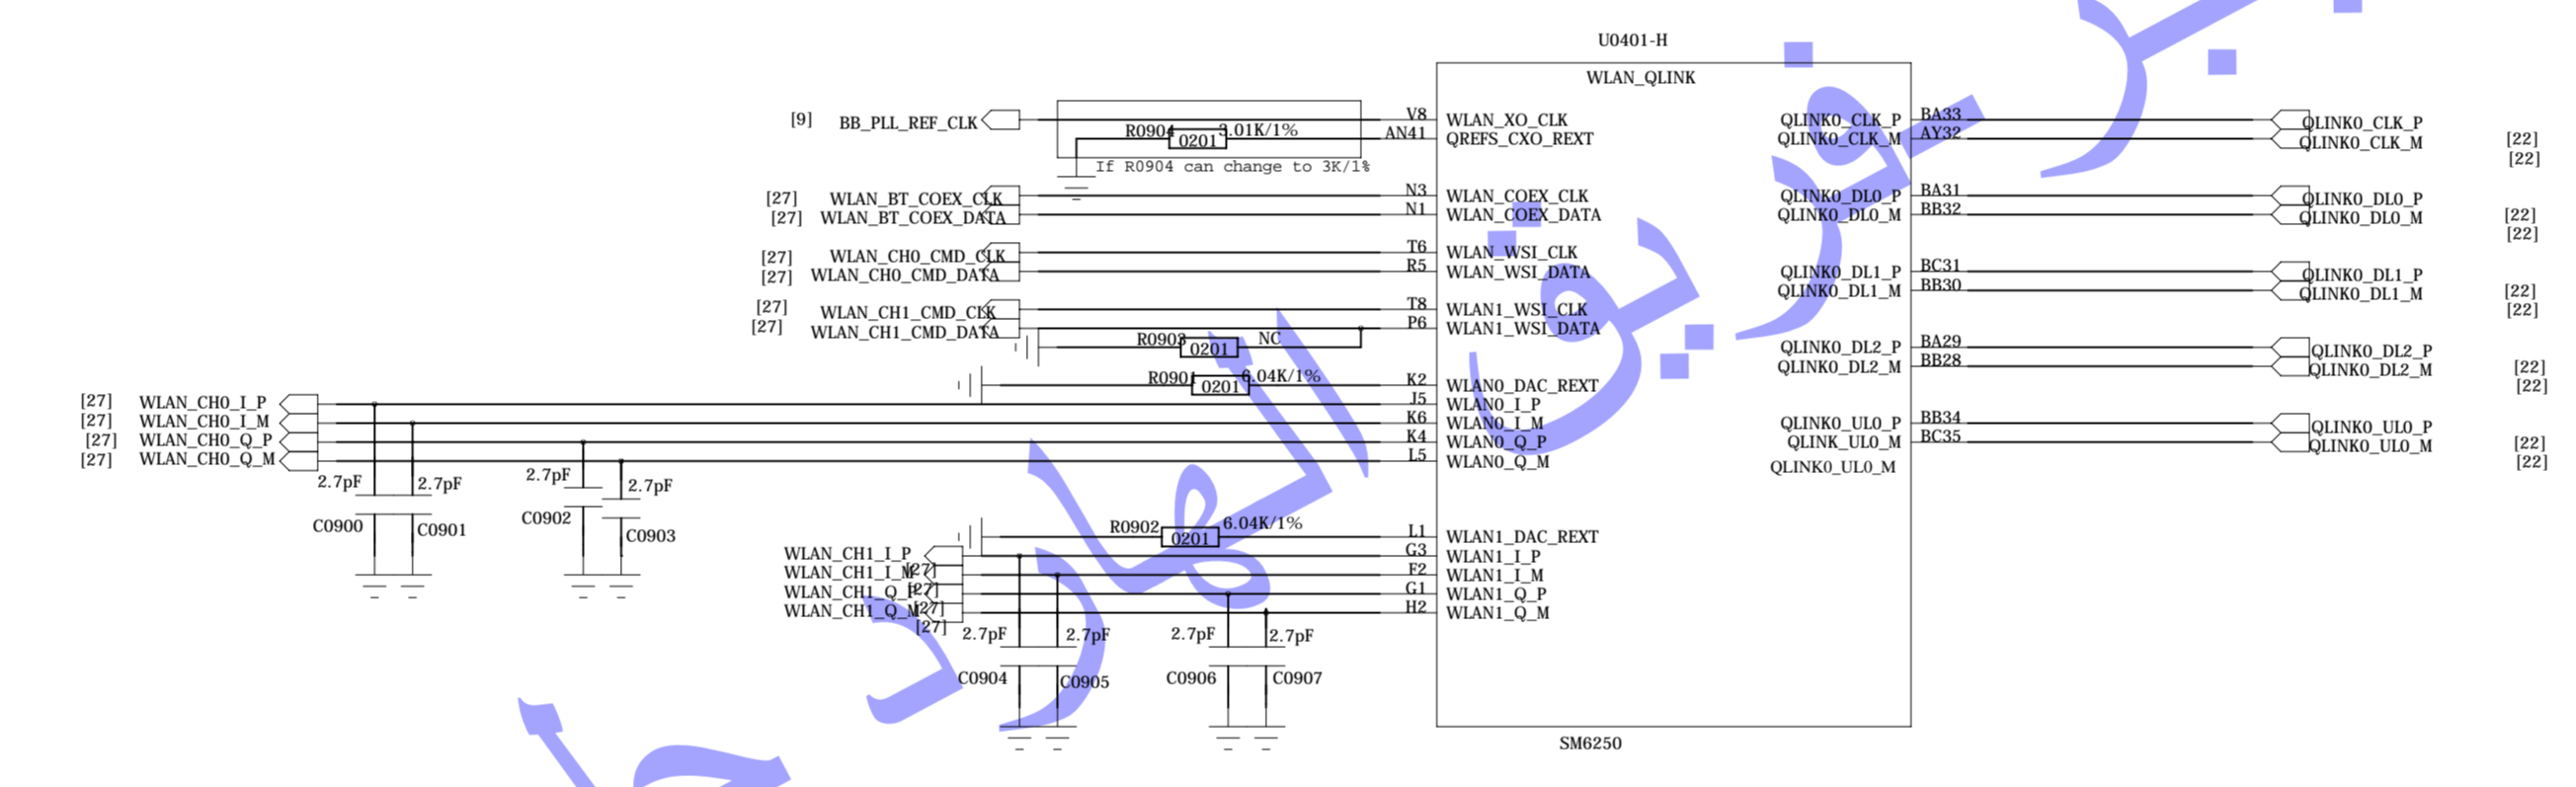 U0401-H
WLAN_QLINK
[9] BB_PLL_REF_CLK
R0904 0201 3.01K/1%
If R0904 can change to 3K/1%
V8 WLAN_XO_CLK
AN41 QREFS_CXO_REXT
[27] WLAN_BT_COEX_CLK N3 WLAN_COEX_CLK
[27] WLAN_BT_COEX_DATA N1 WLAN_COEX_DATA
[27] WLAN_CH0_CMD_CLK T6 WLAN_WSI_CLK
[27] WLAN_CH0_CMD_DATA R5 WLAN_WSI_DATA
[27] WLAN_CH1_CMD_CLK T8 WLAN1_WSI_CLK
[27] WLAN_CH1_CMD_DATA P6 WLAN1_WSI_DATA
R0903 0201 NC
R0901 0201 6.04K/1% K2 WLAN0_DAC_REXT
[27] WLAN_CH0_I_P J5 WLAN0_I_P
[27] WLAN_CH0_I_M K6 WLAN0_I_M
[27] WLAN_CH0_Q_P K4 WLAN0_Q_P
[27] WLAN_CH0_Q_M L5 WLAN0_Q_M
2.7pF 2.7pF 2.7pF 2.7pF
C0900 C0901 C0902 C0903
R0902 0201 6.04K/1% L1 WLAN1_DAC_REXT
WLAN_CH1_I_P G3 WLAN1_I_P
WLAN_CH1_I_M [27] F2 WLAN1_I_M
WLAN_CH1_Q_P [27] G1 WLAN1_Q_P
WLAN_CH1_Q_M [27] H2 WLAN1_Q_M
[27]
2.7pF 2.7pF 2.7pF 2.7pF
C0904 C0905 C0906 C0907
QLINK0_CLK_P BA33 QLINK0_CLK_P
QLINK0_CLK_M AY32 QLINK0_CLK_M [22]
[22]
QLINK0_DL0_P BA31 QLINK0_DL0_P
QLINK0_DL0_M BB32 QLINK0_DL0_M [22]
[22]
QLINK0_DL1_P BC31 QLINK0_DL1_P
QLINK0_DL1_M BB30 QLINK0_DL1_M [22]
[22]
QLINK0_DL2_P BA29 QLINK0_DL2_P
QLINK0_DL2_M BB28 QLINK0_DL2_M [22]
[22]
QLINK0_UL0_P BB34 QLINK0_UL0_P
QLINK_UL0_M BC35 QLINK0_UL0_M [22]
QLINK0_UL0_M [22]
SM6250